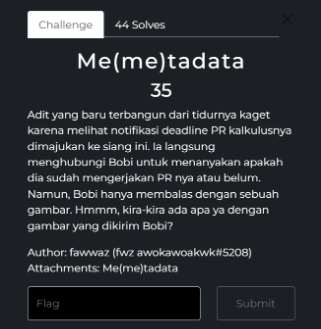 Challenge 44 Solves
Me(me)tadata
35
Adit yang baru terbangun dari tidurnya kaget
karena melihat notifikasi deadline PR kalkulusnya
dimajukan ke siang ini. Ia langsung
menghubungi Bobi untuk menanyakan apakah
dia sudah mengerjakan PR nya atau belum.
Namun, Bobi hanya membalas dengan sebuah
gambar. Hmmm, kira-kira ada apa ya dengan
gambar yang dikirim Bobi?
Author: fawwaz (fwz awokawoakwk#5208)
Attachments: Me(me)tadata
Flag Submit